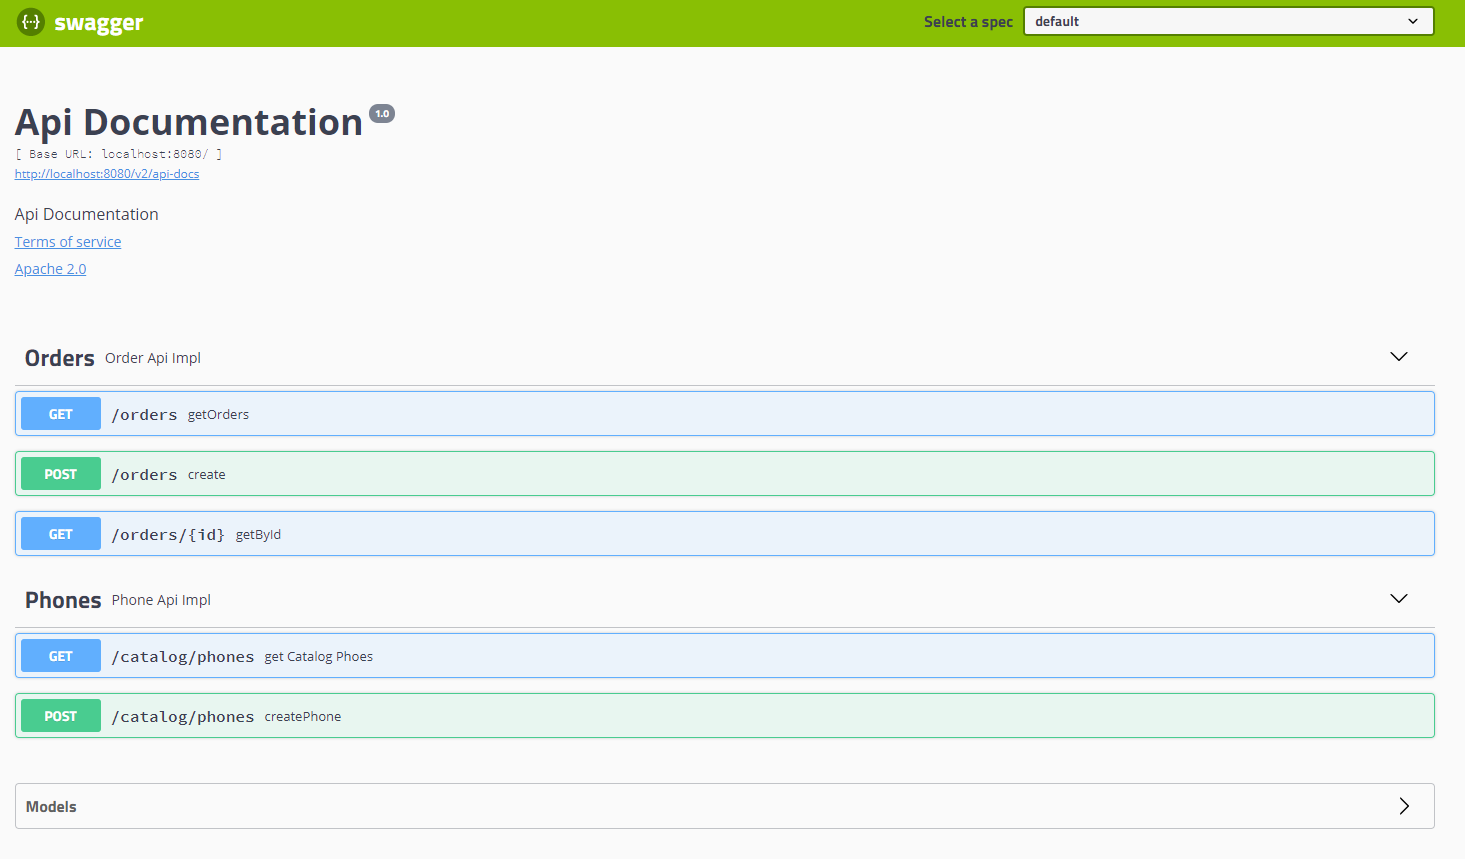 {··} swagger Select a spec default
Api Documentation 1.0
[ Base URL: localhost:8080/ ]
http://localhost:8080/v2/api-docs
Api Documentation
Terms of service
Apache 2.0
Orders Order Api Impl
GET /orders getOrders
POST /orders create
GET /orders/{id} getById
Phones Phone Api Impl
GET /catalog/phones get Catalog Phoes
POST /catalog/phones createPhone
Models